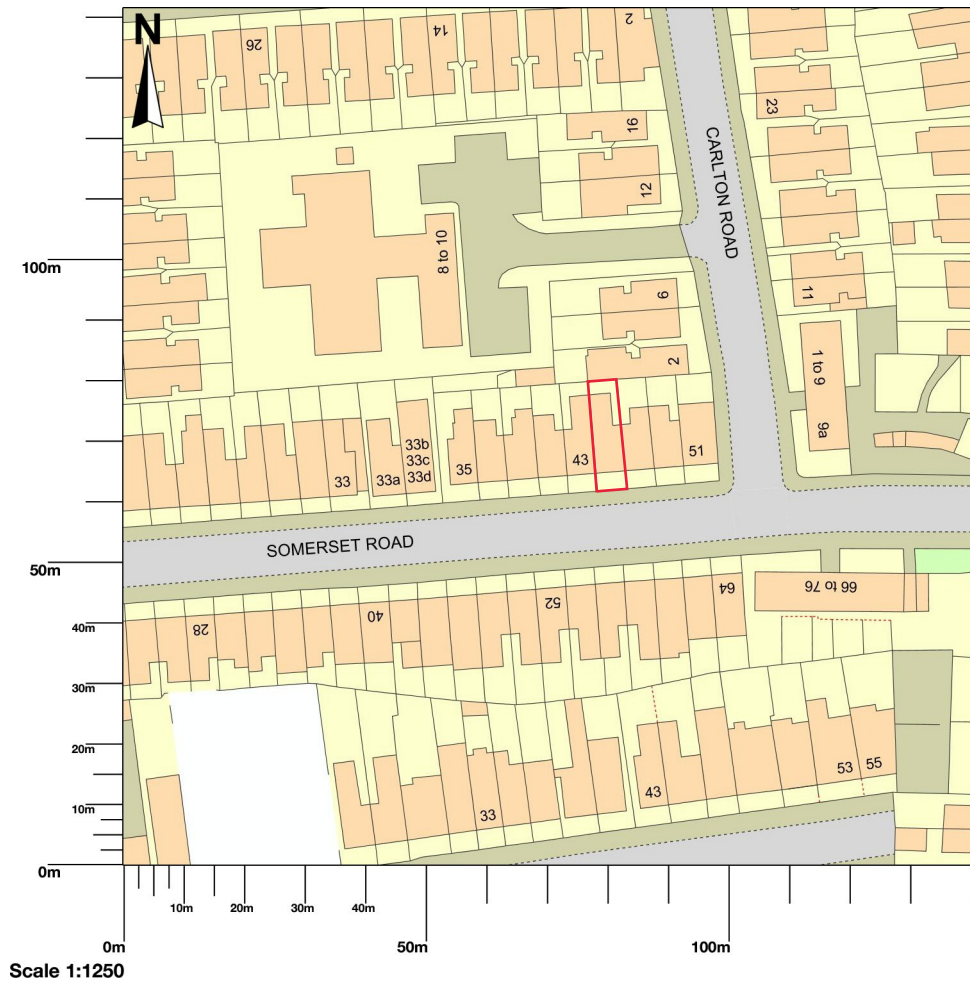 N
26
14
2
16
12
23
CARLTON ROAD
8 to 10
11
9
2
1 to 9
9a
100m
33
33a
33b
33c
33d
35
43
51
SOMERSET ROAD
50m
28
40
52
64
66 to 76
40m
30m
20m
10m
0m
33
43
53
55
10m
20m
30m
40m
0m
50m
100m
Scale 1:1250